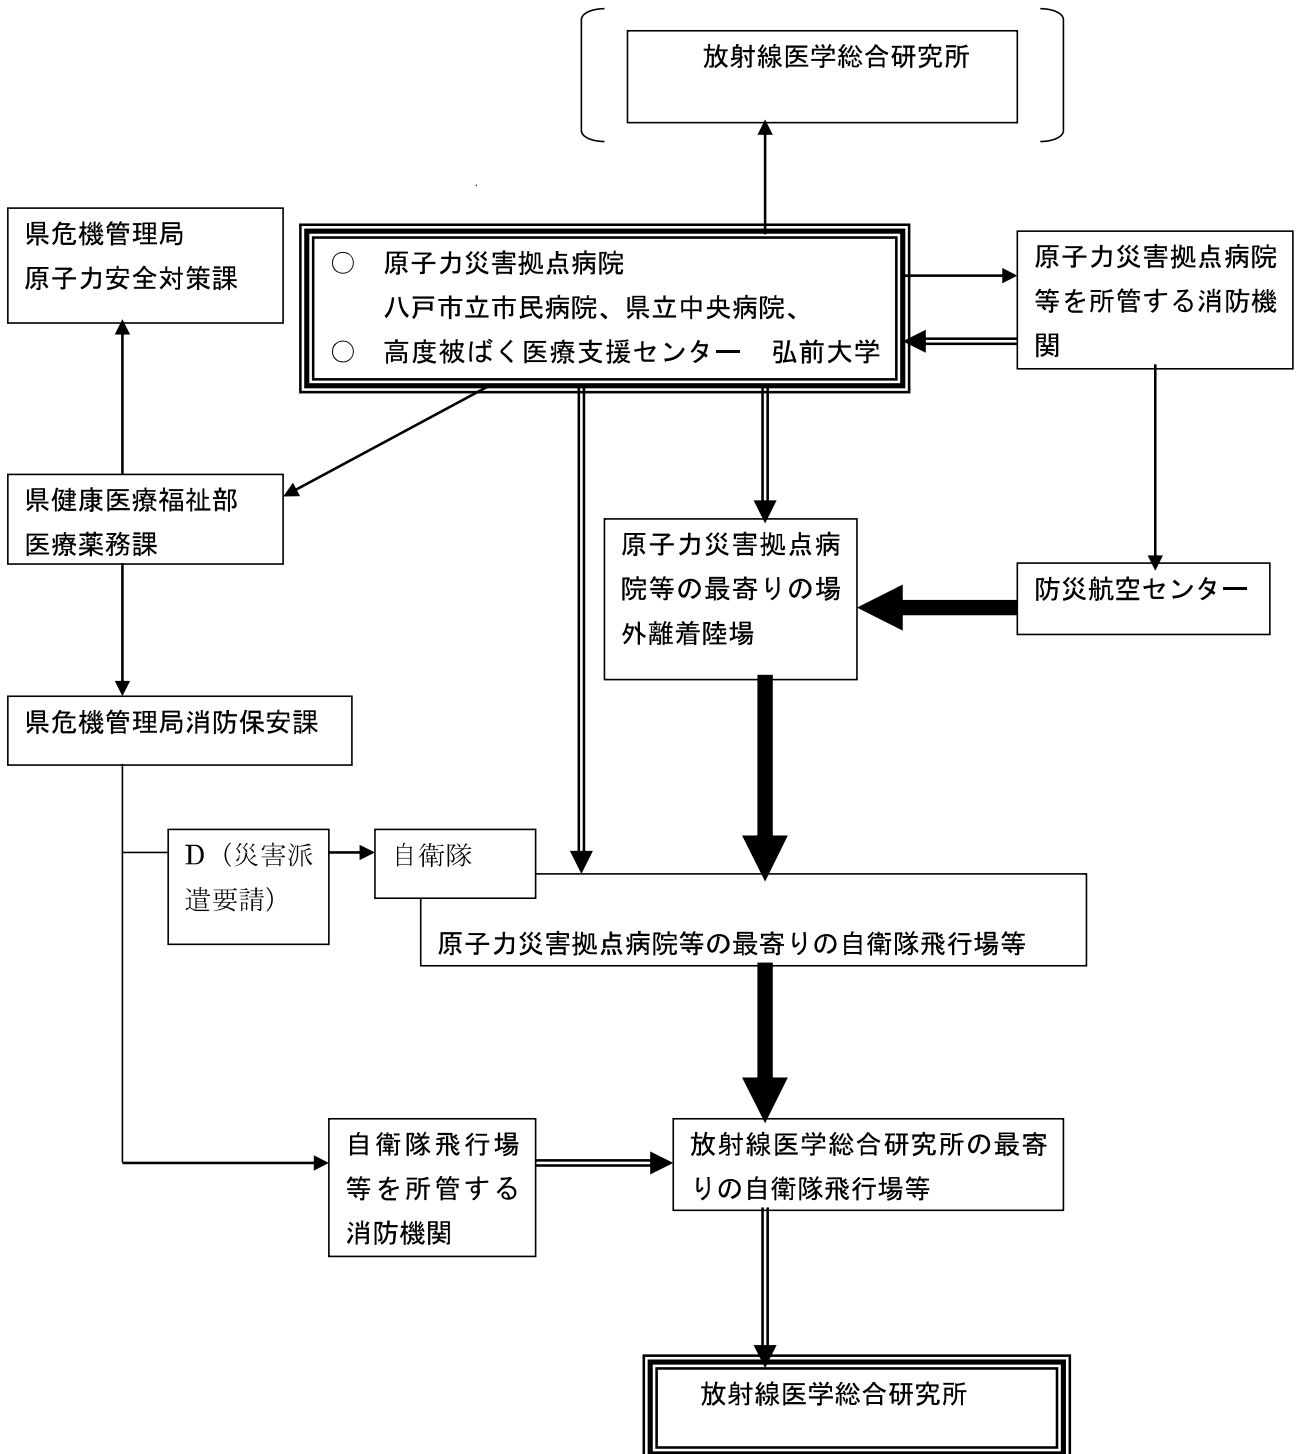 放射線医学総合研究所
県危機管理局
原子力安全対策課
○　原子力災害拠点病院
八戸市立市民病院、県立中央病院、
○　高度被ばく医療支援センター　弘前大学
原子力災害拠点病院
等を所管する消防機
関
県健康医療福祉部
医療薬務課
原子力災害拠点病
院等の最寄りの場
外離着陸場
防災航空センター
県危機管理局消防保安課
D（災害派
遣要請）
自衛隊
原子力災害拠点病院等の最寄りの自衛隊飛行場等
自衛隊飛行場
等を所管する
消防機関
放射線医学総合研究所の最寄
りの自衛隊飛行場等
放射線医学総合研究所